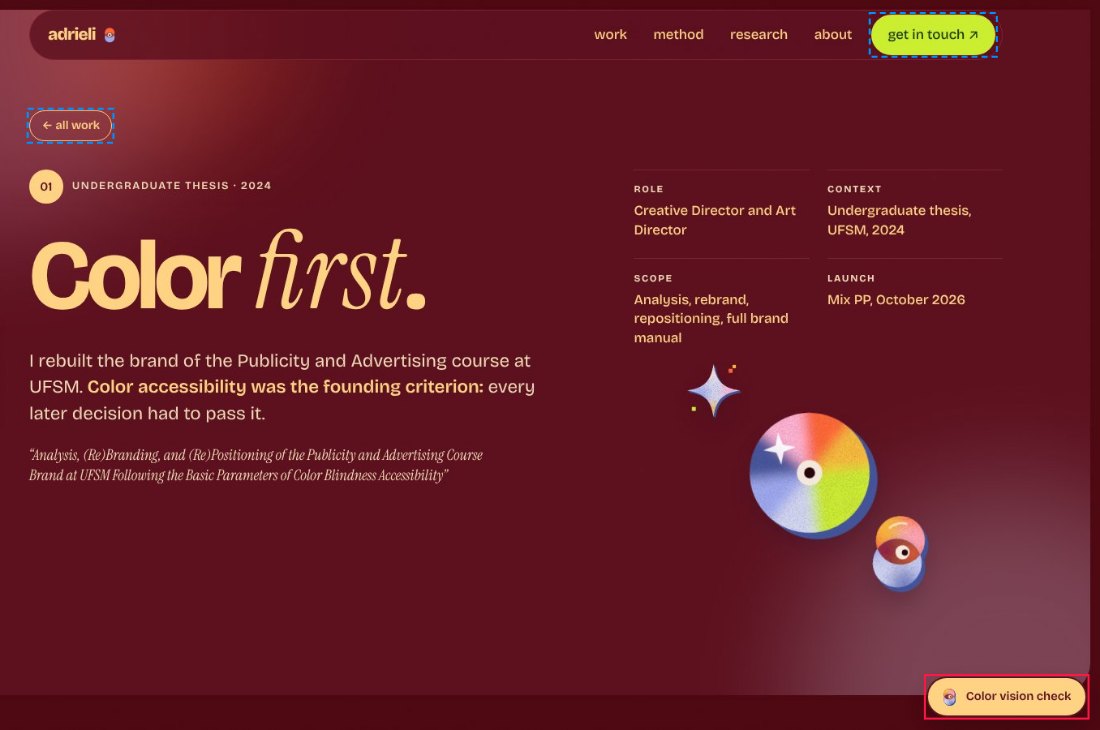 adrieli
work method research about get in touch ↗
← all work
01 UNDERGRADUATE THESIS · 2024
Color first.
I rebuilt the brand of the Publicity and Advertising course at
UFSM. Color accessibility was the founding criterion: every
later decision had to pass it.
“Analysis, (Re)Branding, and (Re)Positioning of the Publicity and Advertising Course
Brand at UFSM Following the Basic Parameters of Color Blindness Accessibility”
ROLE
Creative Director and Art
Director
CONTEXT
Undergraduate thesis,
UFSM, 2024
SCOPE
Analysis, rebrand,
repositioning, full brand
manual
LAUNCH
Mix PP, October 2026
Color vision check